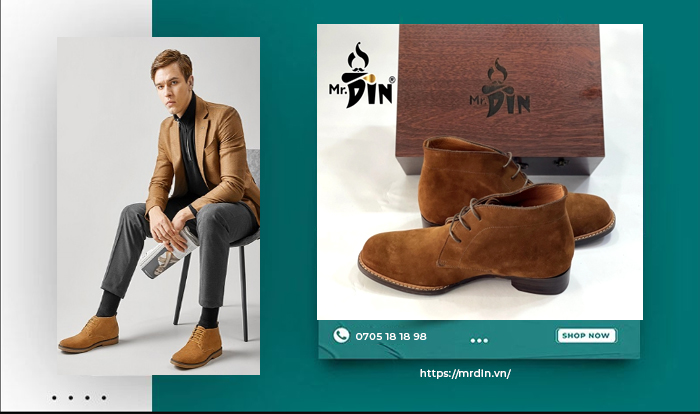 Mr. DIN®
Mr. DIN
0705 18 18 98
SHOP NOW
https://mrdin.vn/